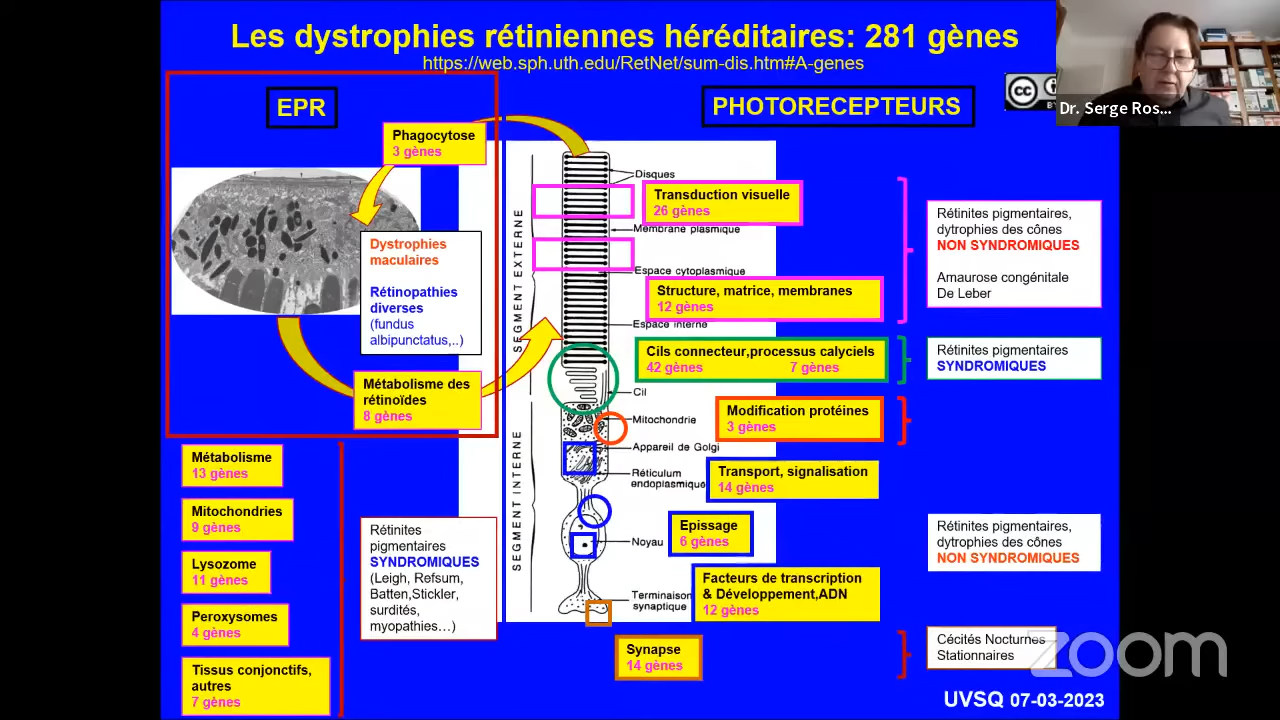 Les dystrophies rétiniennes héréditaires: 281 gènes
https://web.sph.uth.edu/RetNet/sum-dis.htm#A-genes
EPR
PHOTORECEPTEURS
cc
BY
Dr. Serge Ros...
Phagocytose
3 gènes
Dystrophies
maculaires
Rétinopathies
diverses
(fundus
albipunctatus,..)
Métabolisme des
rétinoïdes
8 gènes
SEGMENT EXTERNE
SEGMENT INTERNE
Disques
Transduction visuelle
26 gènes
Membrane plasmique
Espace cytoplasmique
Structure, matrice, membranes
12 gènes
Espace interne
Cils connecteur,processus calyciels
42 gènes 7 gènes
Cil
Mitochondrie
Modification protéines
3 gènes
Appareil de Golgi
Réticulum
endoplasmique
Transport, signalisation
14 gènes
Noyau
Epissage
6 gènes
Facteurs de transcription
& Développement,ADN
12 gènes
synaptique
Synapse
14 gènes
Rétinites pigmentaires,
dytrophies des cônes
NON SYNDROMIQUES
Amaurose congénitale
De Leber
Rétinites pigmentaires
SYNDROMIQUES
Rétinites pigmentaires,
dytrophies des cônes
NON SYNDROMIQUES
Cécités Nocturnes
Stationnaires
Métabolisme
13 gènes
Mitochondries
9 gènes
Lysozome
11 gènes
Peroxysomes
4 gènes
Tissus conjonctifs,
autres
7 gènes
Rétinites
pigmentaires
SYNDROMIQUES
(Leigh, Refsum,
Batten,Stickler,
surdités,
myopathies…)
zoom
UVSQ 07-03-2023